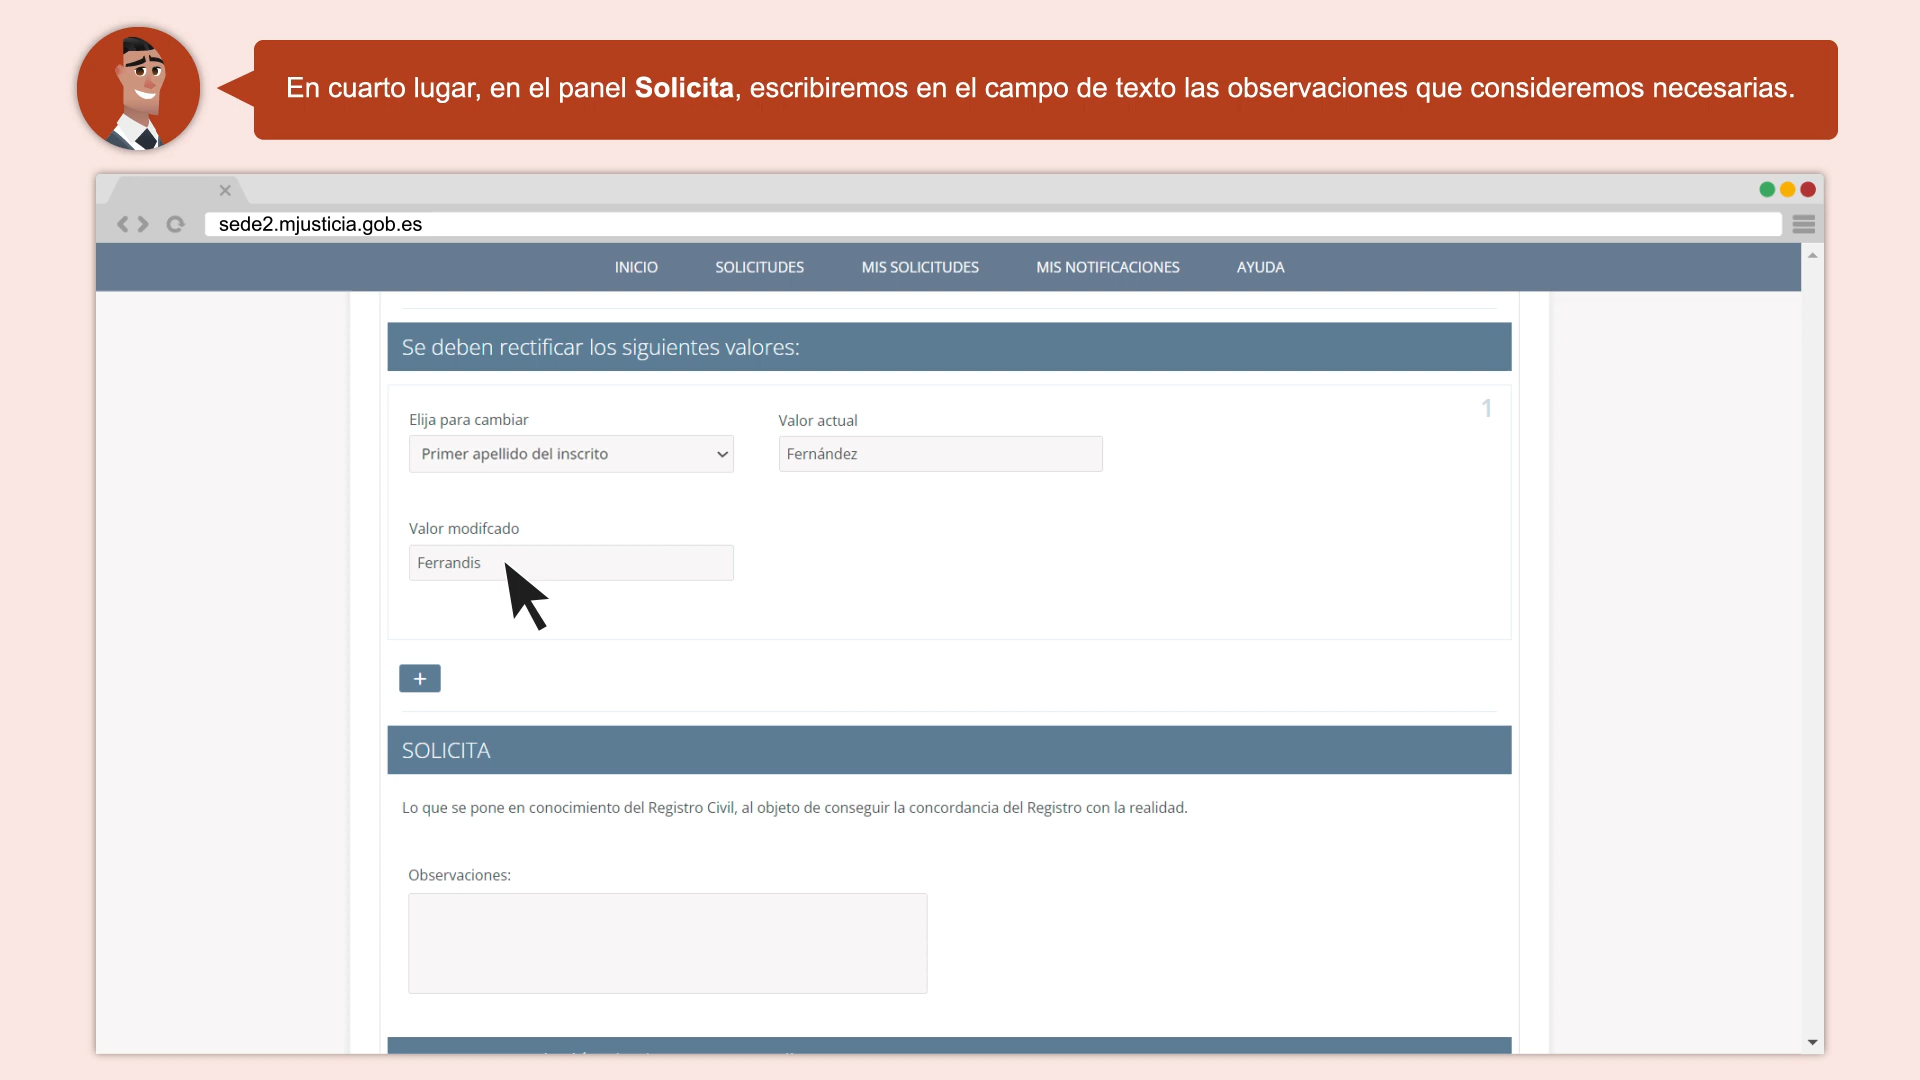 En cuarto lugar, en el panel Solicita, escribiremos en el campo de texto las observaciones que consideremos necesarias.
sede2.mjusticia.gob.es
INICIO SOLICITUDES MIS SOLICITUDES MIS NOTIFICACIONES AYUDA
Se deben rectificar los siguientes valores:
1
Elija para cambiar Valor actual
Primer apellido del inscrito Fernández
Valor modifcado
Ferrandis
+
SOLICITA
Lo que se pone en conocimiento del Registro Civil, al objeto de conseguir la concordancia del Registro con la realidad.
Observaciones: